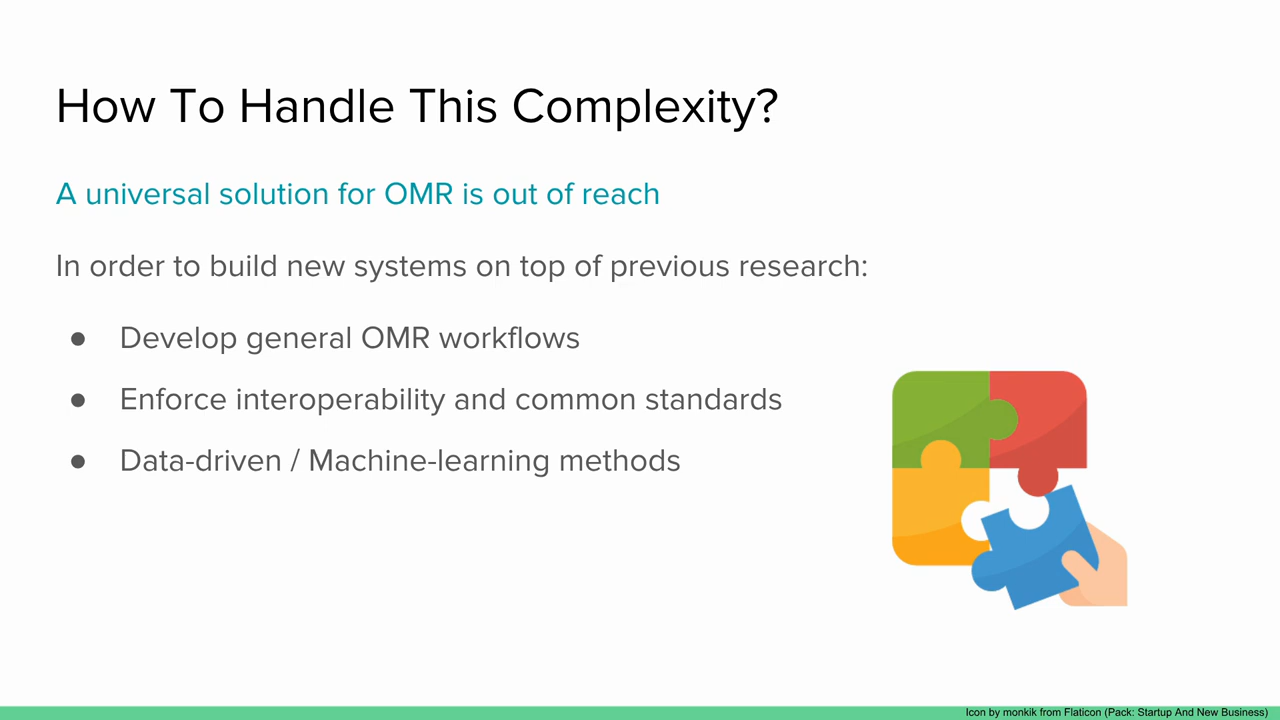 How To Handle This Complexity?
A universal solution for OMR is out of reach
In order to build new systems on top of previous research:
● Develop general OMR workflows
● Enforce interoperability and common standards
● Data-driven / Machine-learning methods
Icon by monkik from Flaticon (Pack: Startup And New Business)